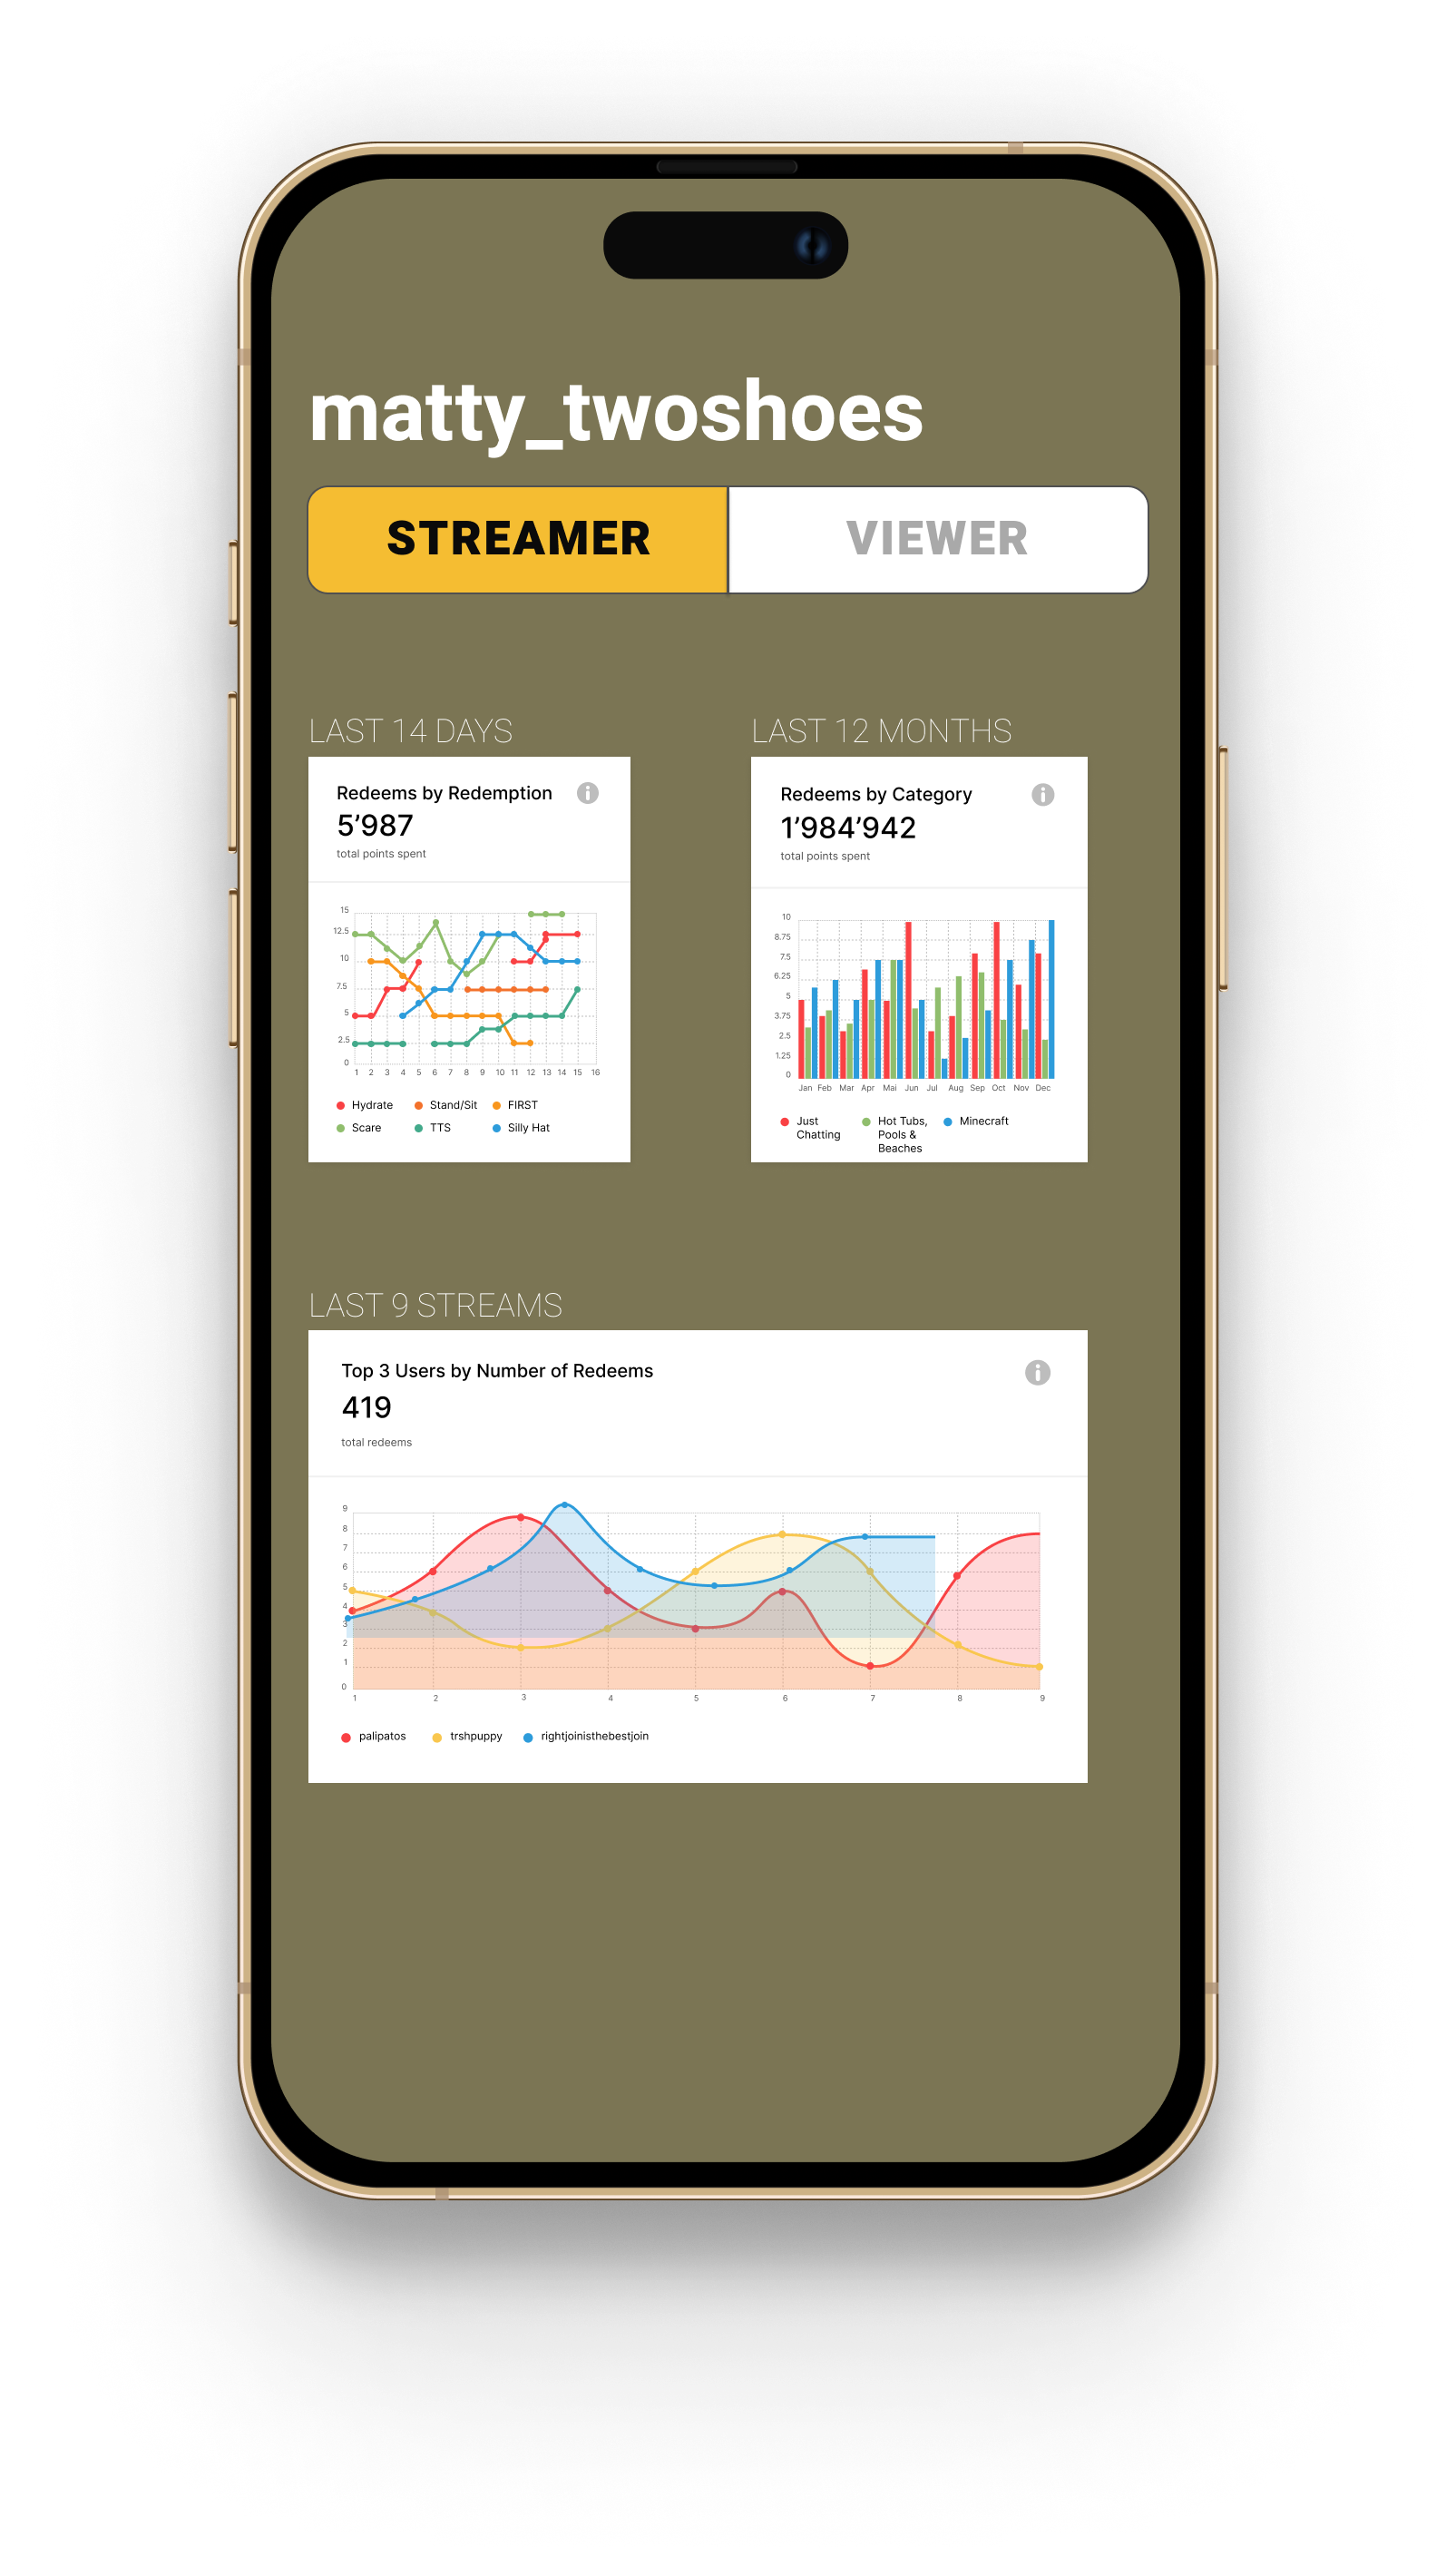 matty_twoshoes
STREAMER VIEWER
LAST 14 DAYS
Redeems by Redemption
5’987
total points spent
15
12.5
10
7.5
5
2.5
0
1 2 3 4 5 6 7 8 9 10 11 12 13 14 15 16
Hydrate Stand/Sit FIRST
Scare TTS Silly Hat
LAST 12 MONTHS
Redeems by Category
1’984’942
total points spent
10
8.75
7.5
6.25
5
3.75
2.5
1.25
0
Jan Feb Mar Apr Mai Jun Jul Aug Sep Oct Nov Dec
Just Hot Tubs, Minecraft
Chatting Pools &
Beaches
LAST 9 STREAMS
Top 3 Users by Number of Redeems
419
total redeems
9
8
7
6
5
4
3
2
1
0
1 2 3 4 5 6 7 8 9
palipatos trshpuppy rightjoinisthebestjoin